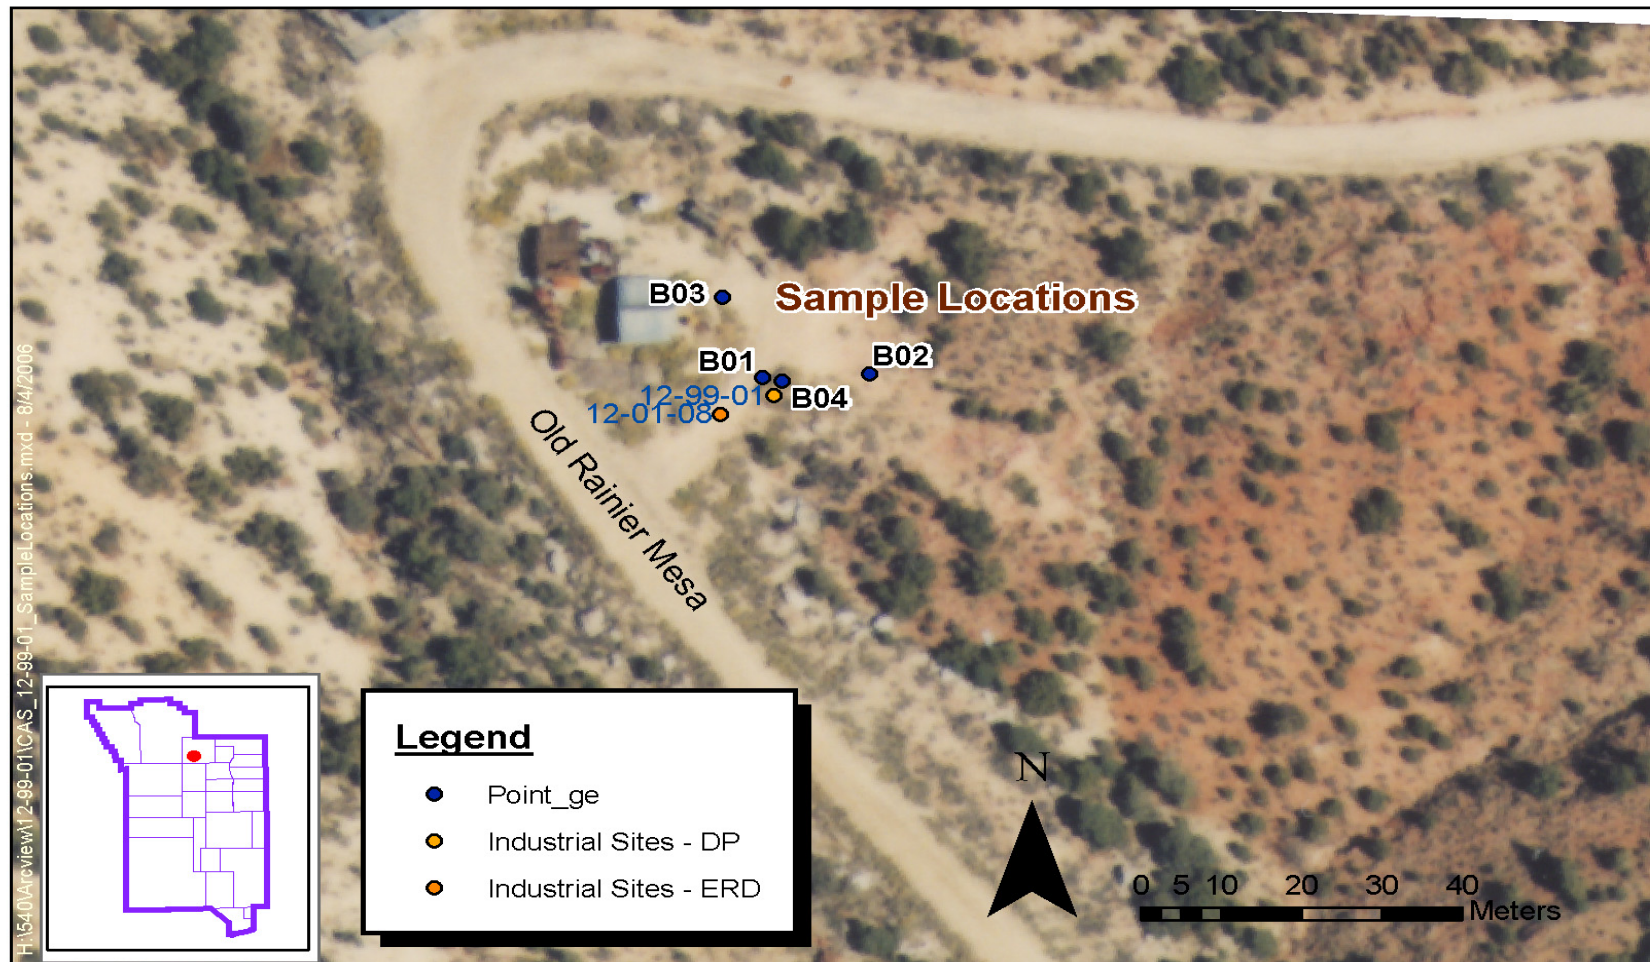 B03
Sample Locations
B01
B02
12-99-01
B04
12-01-08
Old Rainier Mesa
H:\540\Arcview\12-99-01\CAS_12-99-01_SampleLocations.mxd - 8/4/2006
Legend
Point_ge
Industrial Sites - DP
Industrial Sites - ERD
N
0 5 10 20 30 40
Meters